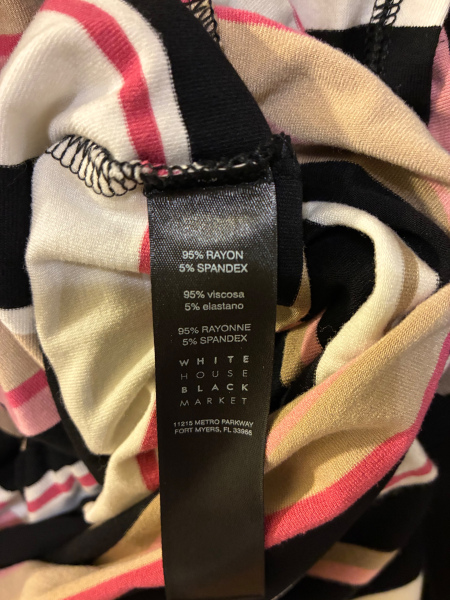 95% RAYON
5% SPANDEX
95% viscosa
5% elastano
95% RAYONNE
5% SPANDEX
WHITE
HOUSE
BLACK
MARKET
11215 METRO PARKWAY
FORT MYERS, FL 33966